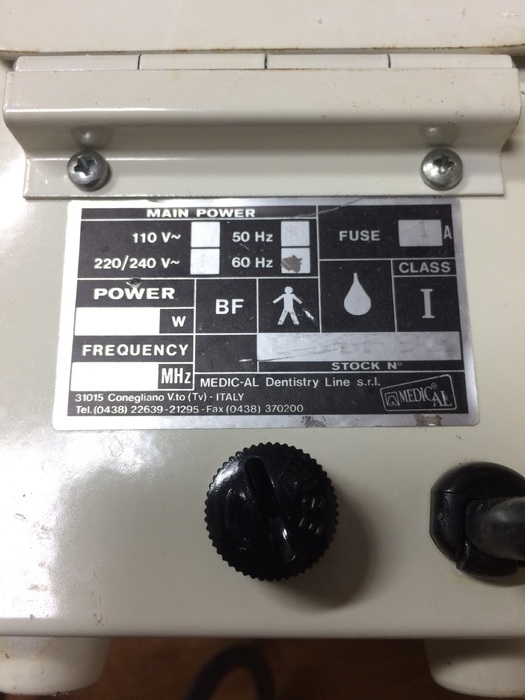 MAIN POWER
110 V~ 50 Hz FUSE 1 A
220/240 V~ 60 Hz CLASS
POWER BF I
W
FREQUENCY
STOCK N°
MHz MEDIC-AL Dentistry Line s.r.l.
31015 Conegliano V.to (Tv) - ITALY
Tel. (0438) 22639 - 21295 - Fax (0438) 370200
MEDICAL